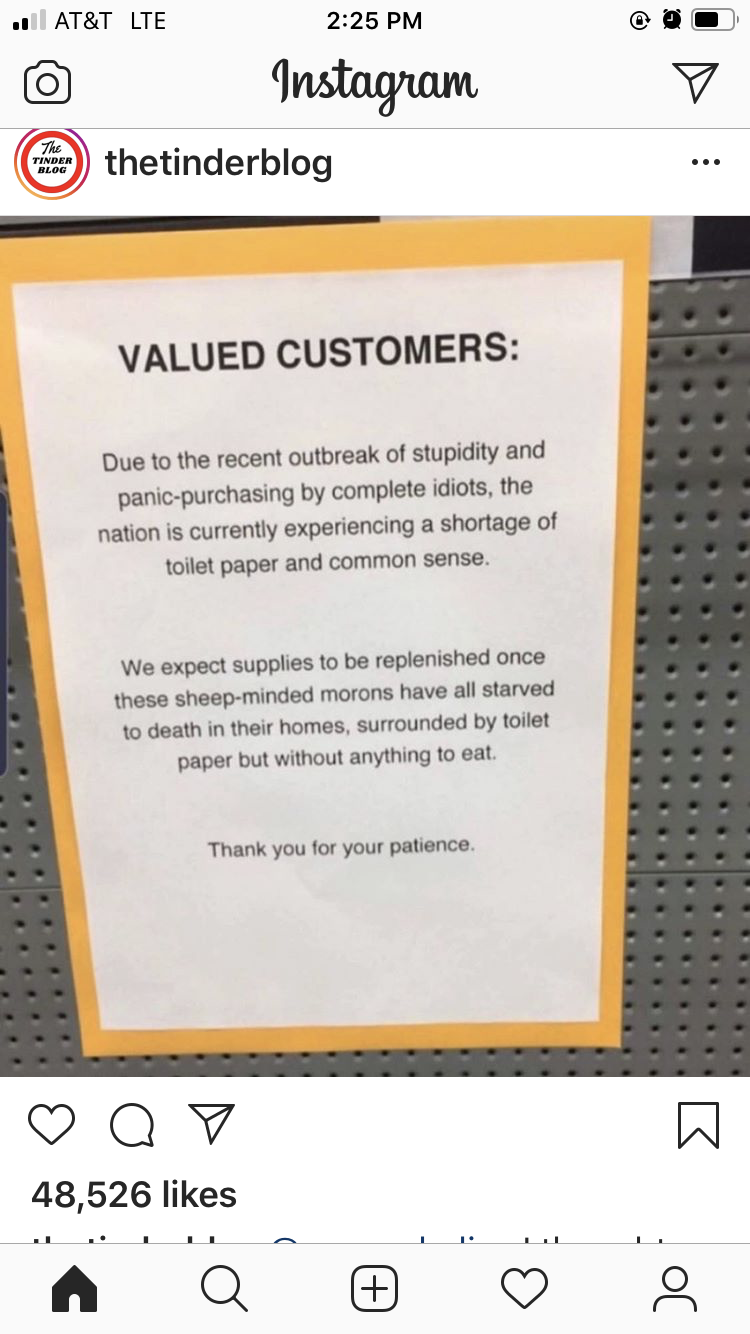 AT&T LTE 2:25 PM
Instagram
The
TINDER
BLOG
thetinderblog
VALUED CUSTOMERS:
Due to the recent outbreak of stupidity and
panic-purchasing by complete idiots, the
nation is currently experiencing a shortage of
toilet paper and common sense.
We expect supplies to be replenished once
these sheep-minded morons have all starved
to death in their homes, surrounded by toilet
paper but without anything to eat.
Thank you for your patience.
48,526 likes